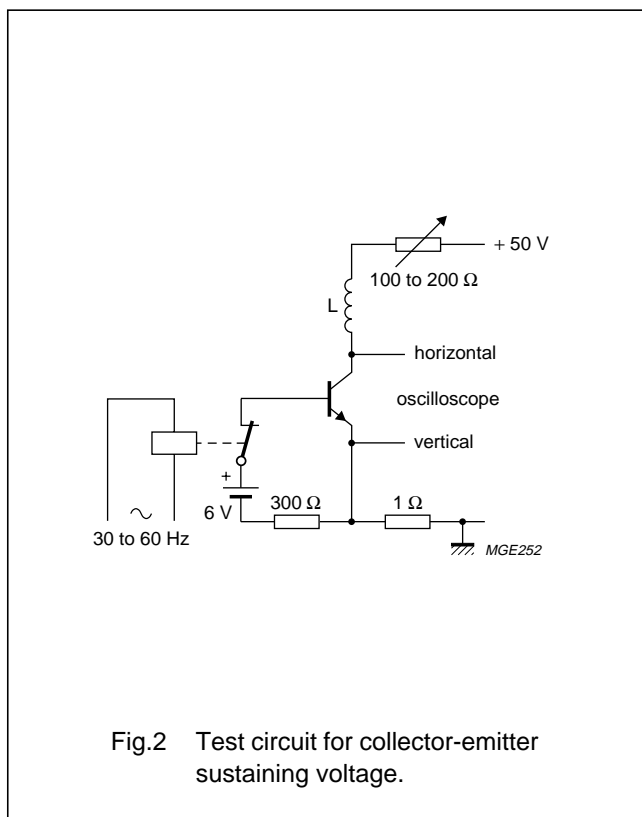 + 50 V
100 to 200 Ω
L
horizontal
oscilloscope
vertical
+
6 V
300 Ω
1 Ω
30 to 60 Hz
MGE252
Fig.2 Test circuit for collector-emitter
sustaining voltage.